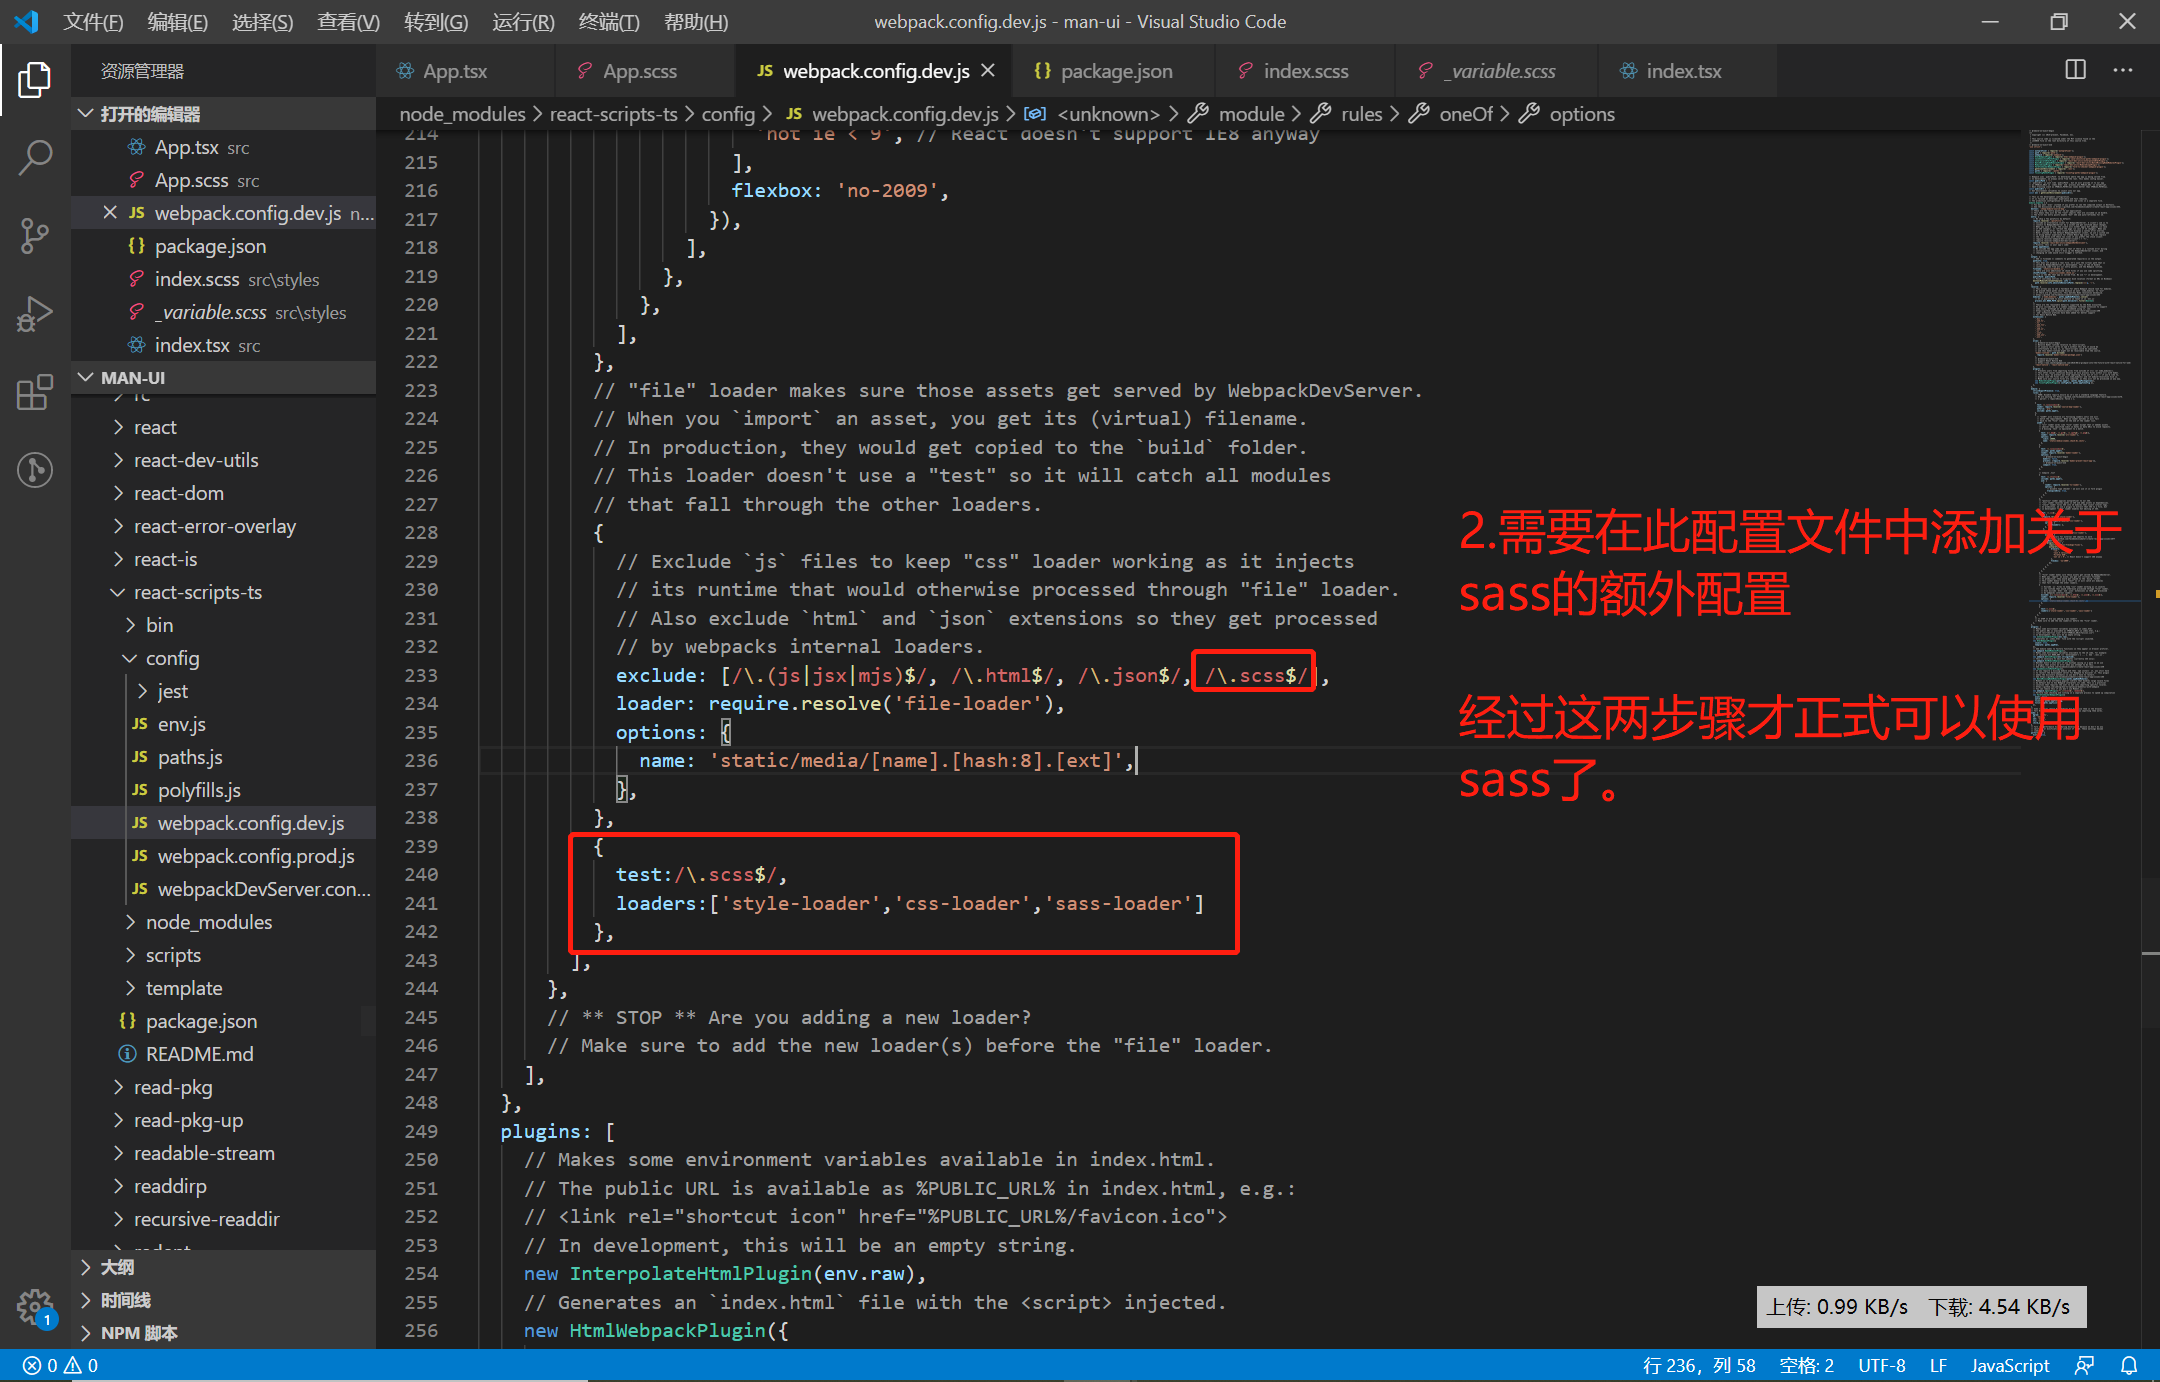 文件(F) 编辑(E) 选择(S) 查看(V) 转到(G) 运行(R) 终端(T) 帮助(H) webpack.config.dev.js - man-ui - Visual Studio Code
资源管理器
App.tsx App.scss JS webpack.config.dev.js {} package.json index.scss _variable.scss index.tsx
打开的编辑器
App.tsx src
App.scss src
JS webpack.config.dev.js n...
{} package.json
index.scss src\styles
_variable.scss src\styles
index.tsx src
MAN-UI
rc
react
react-dev-utils
react-dom
react-error-overlay
react-is
react-scripts-ts
bin
config
jest
JS env.js
JS paths.js
JS polyfills.js
JS webpack.config.dev.js
JS webpack.config.prod.js
JS webpackDevServer.con...
node_modules
scripts
template
{} package.json
README.md
read-pkg
read-pkg-up
readable-stream
readdirp
recursive-readdir
大纲
时间线
NPM 脚本
1
node_modules > react-scripts-ts > config > JS webpack.config.dev.js > <unknown> > module > rules > oneOf > options
214 'not ie < 9', // React doesn't support IE8 anyway
215 ],
216 flexbox: 'no-2009',
217 }),
218 ],
219 },
220 },
221 ],
222 },
223 // "file" loader makes sure those assets get served by WebpackDevServer.
224 // When you `import` an asset, you get its (virtual) filename.
225 // In production, they would get copied to the `build` folder.
226 // This loader doesn't use a "test" so it will catch all modules
227 // that fall through the other loaders.
228 {
229 // Exclude `js` files to keep "css" loader working as it injects
230 // its runtime that would otherwise processed through "file" loader.
231 // Also exclude `html` and `json` extensions so they get processed
232 // by webpacks internal loaders.
233 exclude: [/\.(js|jsx|mjs)$/, /\.html$/, /\.json$/, /\.scss$/],
234 loader: require.resolve('file-loader'),
235 options: {
236 name: 'static/media/[name].[hash:8].[ext]',
237 },
238 },
239 {
240 test:/\.scss$/,
241 loaders:['style-loader','css-loader','sass-loader']
242 },
243 ],
244 },
245 // ** STOP ** Are you adding a new loader?
246 // Make sure to add the new loader(s) before the "file" loader.
247 ],
248 },
249 plugins: [
250 // Makes some environment variables available in index.html.
251 // The public URL is available as %PUBLIC_URL% in index.html, e.g.:
252 // <link rel="shortcut icon" href="%PUBLIC_URL%/favicon.ico">
253 // In development, this will be an empty string.
254 new InterpolateHtmlPlugin(env.raw),
255 // Generates an `index.html` file with the <script> injected.
256 new HtmlWebpackPlugin({
2.需要在此配置文件中添加关于
sass的额外配置
经过这两步骤才正式可以使用
sass了。
上传: 0.99 KB/s 下载: 4.54 KB/s
0 0 行 236，列 58 空格: 2 UTF-8 LF JavaScript